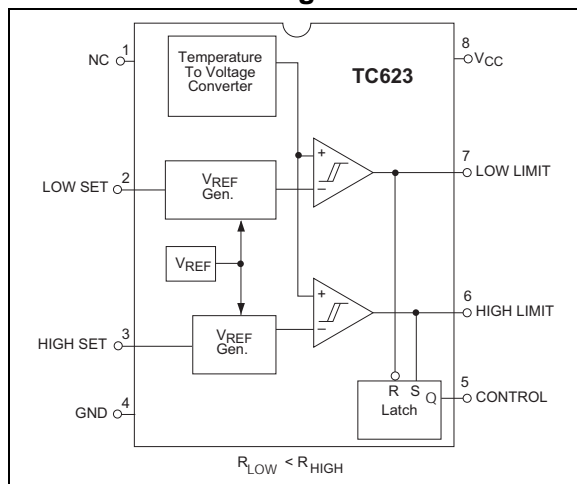 NC 1
Temperature
To Voltage
Converter
TC623
8
VCC
LOW SET 2
VREF
Gen.
+
−
7
LOW LIMIT
VREF
HIGH SET 3
VREF
Gen.
+
−
6
HIGH LIMIT
R S Q
Latch
5
CONTROL
GND 4
RLOW < RHIGH